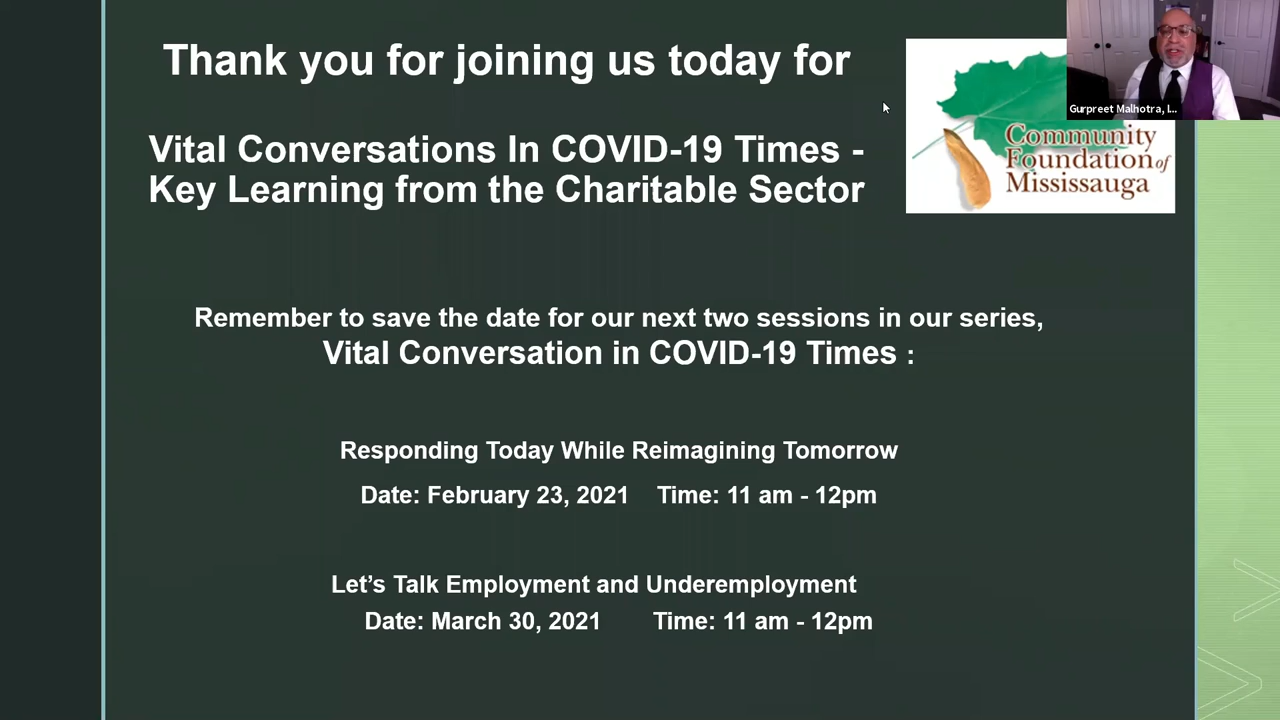 Thank you for joining us today for
Vital Conversations In COVID-19 Times -
Key Learning from the Charitable Sector
Community
Foundation of
Mississauga
Gurpreet Malhotra, I...
Remember to save the date for our next two sessions in our series,
Vital Conversation in COVID-19 Times :
Responding Today While Reimagining Tomorrow
Date: February 23, 2021 Time: 11 am - 12pm
Let’s Talk Employment and Underemployment
Date: March 30, 2021 Time: 11 am - 12pm